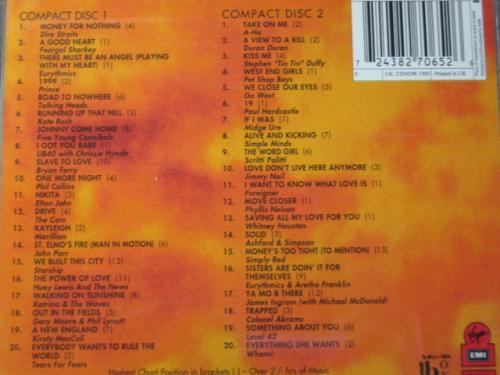 COMPACT DISC 1
1. MONEY FOR NOTHING (4)
Dire Straits
2. A GOOD HEART (1)
Feargal Sharkey
3. THERE MUST BE AN ANGEL (PLAYING
WITH MY HEART) (1)
Eurythmics
4. 1999 (2)
Prince
5. ROAD TO NOWHERE (6)
Talking Heads
6. RUNNING UP THAT HILL (3)
Kate Bush
7. JOHNNY COME HOME (8)
Fine Young Cannibals
8. I GOT YOU BABE (1)
UB40 with Chrissie Hynde
9. SLAVE TO LOVE (10)
Bryan Ferry
10. ONE MORE NIGHT (4)
Phil Collins
11. NIKITA (3)
Elton John
12. DRIVE (4)
The Cars
13. KAYLEIGH (2)
Marillion
14. ST. ELMO'S FIRE (MAN IN MOTION) (6)
John Parr
15. WE BUILT THIS CITY (12)
Starship
16. THE POWER OF LOVE (11)
Huey Lewis And The News
17. WALKING ON SUNSHINE (8)
Katrina & The Waves
18. OUT IN THE FIELDS (5)
Gary Moore & Phil Lynott
19. A NEW ENGLAND (7)
Kirsty MacColl
20. EVERYBODY WANTS TO RULE THE
WORLD (2)
Tears For Fears
COMPACT DISC 2
1. TAKE ON ME (2)
A-Ha
2. A VIEW TO A KILL (2)
Duran Duran
3. KISS ME (4)
Stephen "Tin Tin" Duffy
4. WEST END GIRLS (1)
Pet Shop Boys
5. WE CLOSE OUR EYES (5)
Go West
6. 19 (1)
Paul Hardcastle
7. IF I WAS (1)
Midge Ure
8. ALIVE AND KICKING (7)
Simple Minds
9. THE WORD GIRL (6)
Scritti Politti
10. LOVE DON'T LIVE HERE ANYMORE (3)
Jimmy Nail
11. I WANT TO KNOW WHAT LOVE IS (1)
Foreigner
12. MOVE CLOSER (1)
Phyllis Nelson
13. SAVING ALL MY LOVE FOR YOU (1)
Whitney Houston
14. SOLID (3)
Ashford & Simpson
15. MONEY'S TOO TIGHT (TO MENTION) (13)
Simply Red
16. SISTERS ARE DOIN' IT FOR
THEMSELVES (9)
Eurythmics & Aretha Franklin
17. YA MO B THERE (12)
James Ingram (with Michael McDonald)
18. TRAPPED (3)
Colonel Abrams
19. SOMETHING ABOUT YOU (6)
Level 42
20. EVERYTHING SHE WANTS (2)
Wham!
Highest Chart Position in brackets ( ) - Over 2 1/2 hrs of Music
7 24382 70652 6
UK: CDNOW 1985 Printed in UK
Virgin
EMI